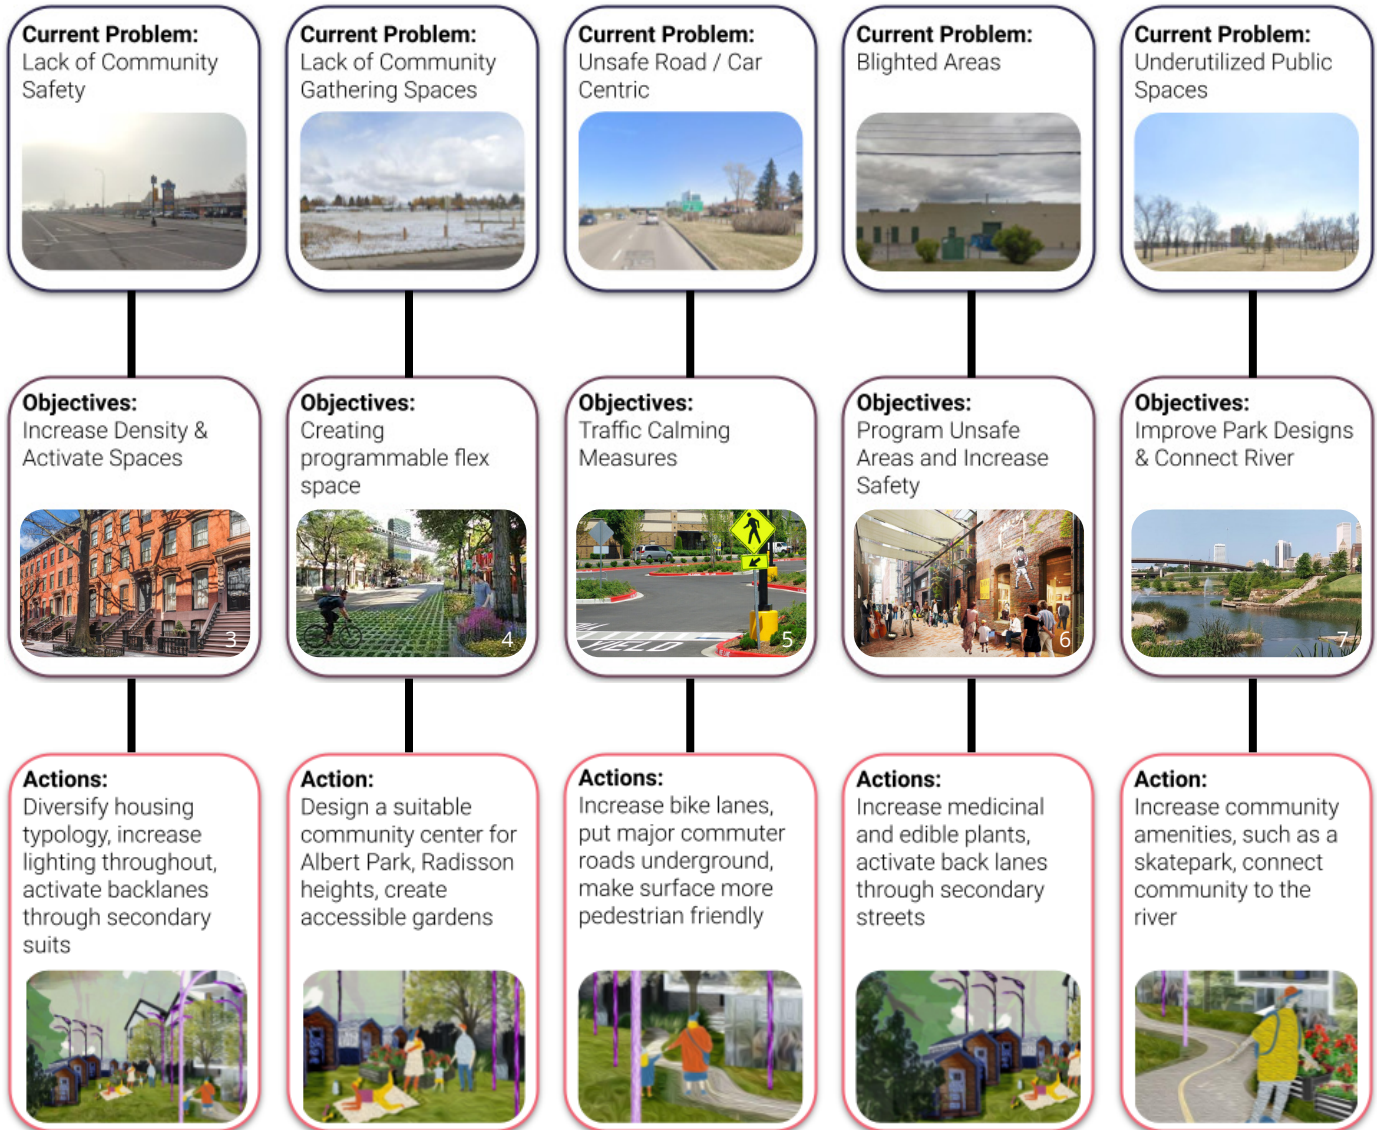 Current Problem:
Lack of Community
Safety
Current Problem:
Lack of Community
Gathering Spaces
Current Problem:
Unsafe Road / Car
Centric
Current Problem:
Blighted Areas
Current Problem:
Underutilized Public
Spaces
Objectives:
Increase Density &
Activate Spaces
3
Objectives:
Creating
programmable flex
space
4
Objectives:
Traffic Calming
Measures
YIELD
5
Objectives:
Program Unsafe
Areas and Increase
Safety
6
Objectives:
Improve Park Designs
& Connect River
7
Actions:
Diversify housing
typology, increase
lighting throughout,
activate backlanes
through secondary
suits
Action:
Design a suitable
community center for
Albert Park, Radisson
heights, create
accessible gardens
Actions:
Increase bike lanes,
put major commuter
roads underground,
make surface more
pedestrian friendly
Actions:
Increase medicinal
and edible plants,
activate back lanes
through secondary
streets
Action:
Increase community
amenities, such as a
skatepark, connect
community to the
river